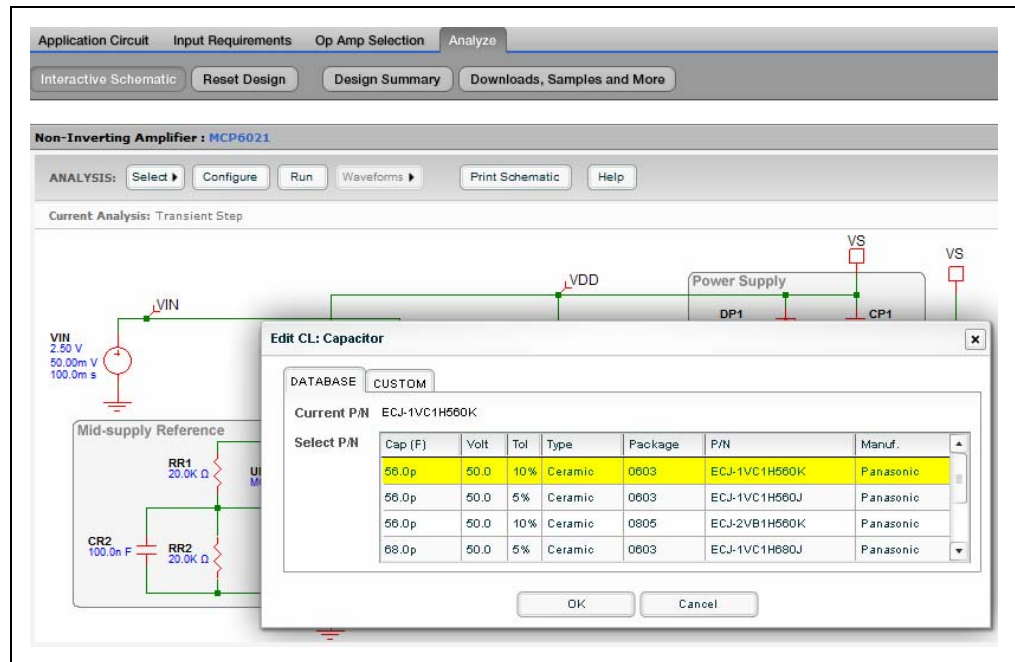 Application Circuit Input Requirements Op Amp Selection Analyze
Interactive Schematic Reset Design Design Summary Downloads, Samples and More
Non-Inverting Amplifier : MCP6021
ANALYSIS: Select Configure Run Waveforms Print Schematic Help
Current Analysis: Transient Step
VS
VS
VDD
Power Supply
VIN
DP1 CP1
VIN
2.50 V
50.00m V
100.0m s
Mid-supply Reference
RR1
20.0K Ω
CR2
100.0n F
RR2
20.0K Ω
Edit CL: Capacitor
DATABASE CUSTOM
Current P/N ECJ-1VC1H560K
Select P/N
Cap (F) Volt Tol Type Package P/N Manuf.
56.0p 50.0 10% Ceramic 0603 ECJ-1VC1H560K Panasonic
56.0p 50.0 5% Ceramic 0603 ECJ-1VC1H560J Panasonic
56.0p 50.0 10% Ceramic 0805 ECJ-2VB1H560K Panasonic
68.0p 50.0 5% Ceramic 0603 ECJ-1VC1H680J Panasonic
OK Cancel